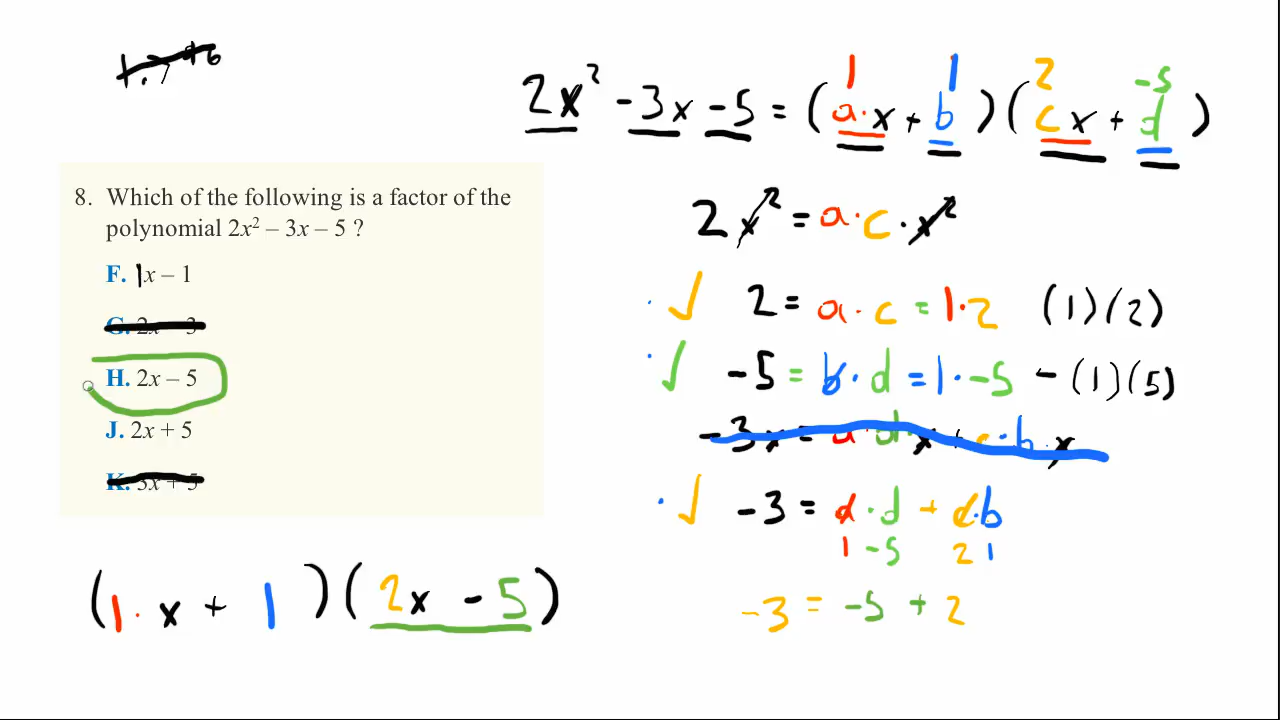 2x² -3x -5 = (a·x + b)(cx + d)
1 1 2 -5
8. Which of the following is a factor of the
polynomial 2x² – 3x – 5 ?
F. 1x – 1
G. 2x – 3
H. 2x – 5
J. 2x + 5
K. 3x + 5
2x² = a·c·x²
✓ 2 = a·c = 1·2 (1)(2)
✓ -5 = b·d = 1·-5 -(1)(5)
-3x = a·d x + c·b·x
✓ -3 = a·d + c·b
1 -5 2 1
-3 = -5 + 2
(1·x + 1)(2x - 5)